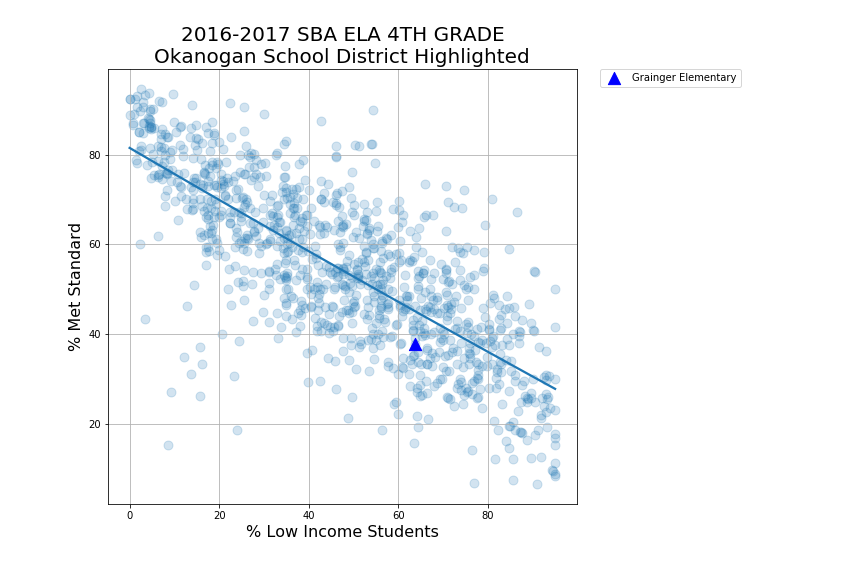 2016-2017 SBA ELA 4TH GRADE
Okanogan School District Highlighted
Grainger Elementary
% Met Standard
80
60
40
20
0 20 40 60 80
% Low Income Students